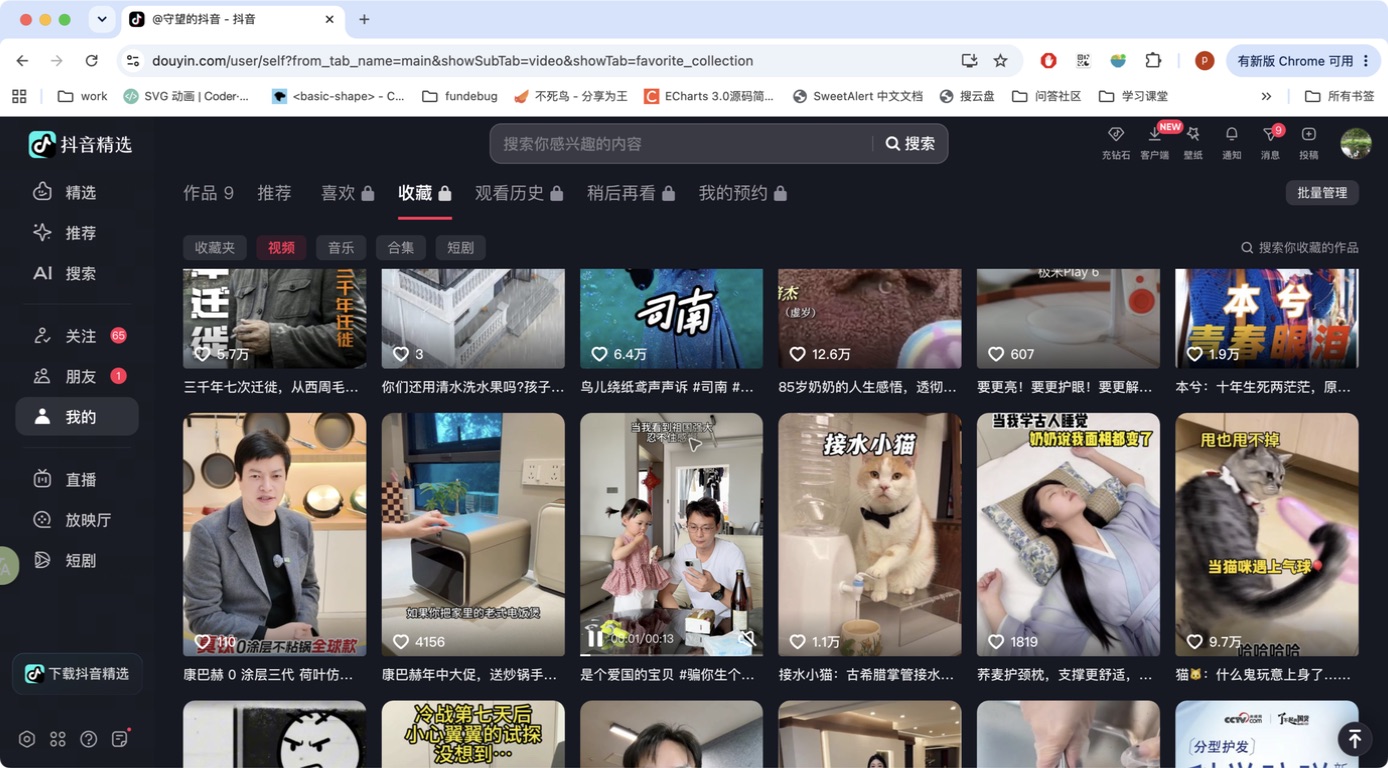 @守望的抖音 - 抖音
douyin.com/user/self?from_tab_name=main&showSubTab=video&showTab=favorite_collection
P
有新版 Chrome 可用
work
SVG 动画 | Coder-...
<basic-shape> - C...
fundebug
不死鸟 - 分享为王
ECharts 3.0源码简...
SweetAlert 中文文档
搜云盘
问答社区
学习课堂
所有书签
抖音精选
搜索你感兴趣的内容
搜索
充钻石
客户端
NEW
壁纸
通知
消息
9
投稿
精选
推荐
AI 搜索
关注 65
朋友 1
我的
直播
放映厅
短剧
下载抖音精选
作品 9
推荐
喜欢
收藏
观看历史
稍后再看
我的预约
批量管理
收藏夹
视频
音乐
合集
短剧
搜索你收藏的作品
迁徙
三千年迁徙
5.7万
3
司南
6.4万
杰
(虚岁)
12.6万
极米Play 6
607
本兮
青春眼泪
1.9万
三千年七次迁徙，从西周毛...
你们还用清水洗水果吗?孩子...
鸟儿绕纸鸢声声诉 #司南 #...
85岁奶奶的人生感悟，透彻...
要更亮！要更护眼！要更解...
本兮：十年生死两茫茫，原...
0涂层不粘锅全球款
110
如果你把家里的老式电饭煲
4156
当我看到祖国强大
忍不住感
00:01/00:13
接水小猫
1.1万
当我学古人睡觉
奶奶说我面相都变了
1819
甩也甩不掉
当猫咪遇上气球
9.7万
哈哈哈哈
康巴赫 0 涂层三代 荷叶仿...
康巴赫年中大促，送炒锅手...
是个爱国的宝贝 #骗你生个...
接水小猫：古希腊掌管接水...
荞麦护颈枕，支撑更舒适，...
猫🐱：什么鬼玩意上身了......
冷战第七天后
小心翼翼的试探
没想到…
CCTV.com
分型护发